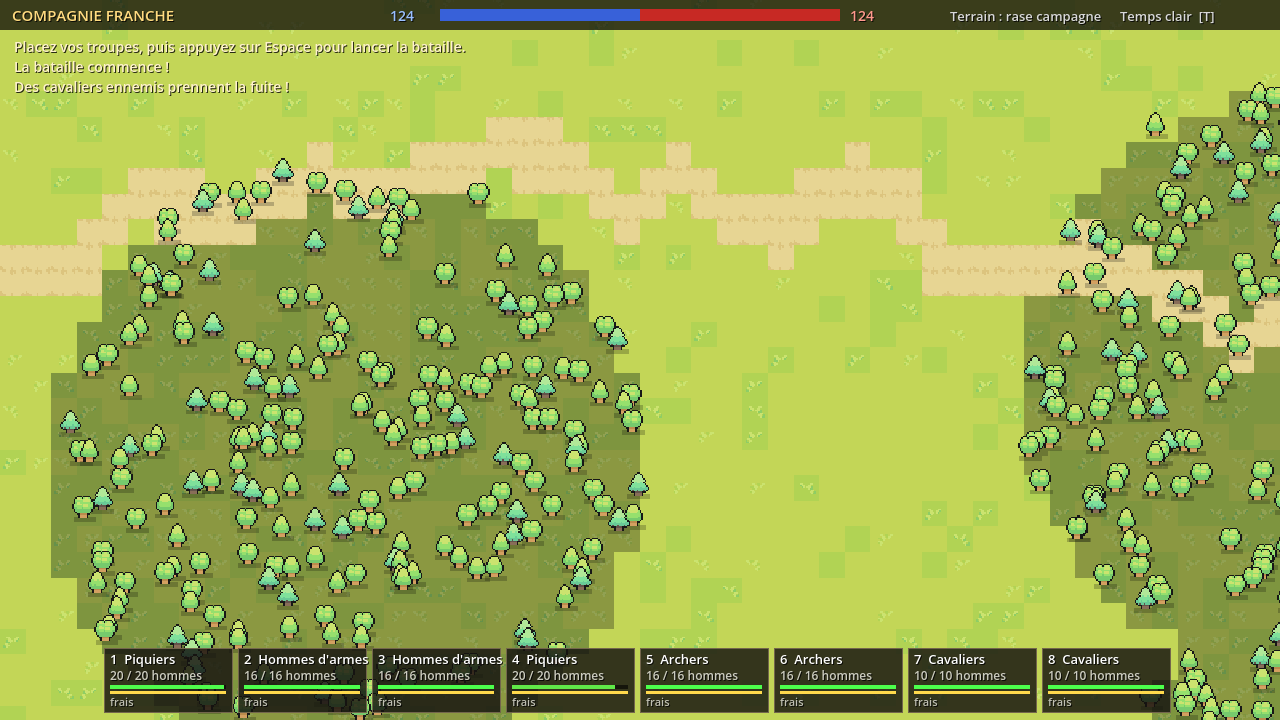 COMPAGNIE FRANCHE 124 124 Terrain : rase campagne Temps clair [T]
Placez vos troupes, puis appuyez sur Espace pour lancer la bataille.
La bataille commence !
Des cavaliers ennemis prennent la fuite !
1 Piquiers
20 / 20 hommes
frais
2 Hommes d'armes
16 / 16 hommes
frais
3 Hommes d'armes
16 / 16 hommes
frais
4 Piquiers
20 / 20 hommes
frais
5 Archers
16 / 16 hommes
frais
6 Archers
16 / 16 hommes
frais
7 Cavaliers
10 / 10 hommes
frais
8 Cavaliers
10 / 10 hommes
frais